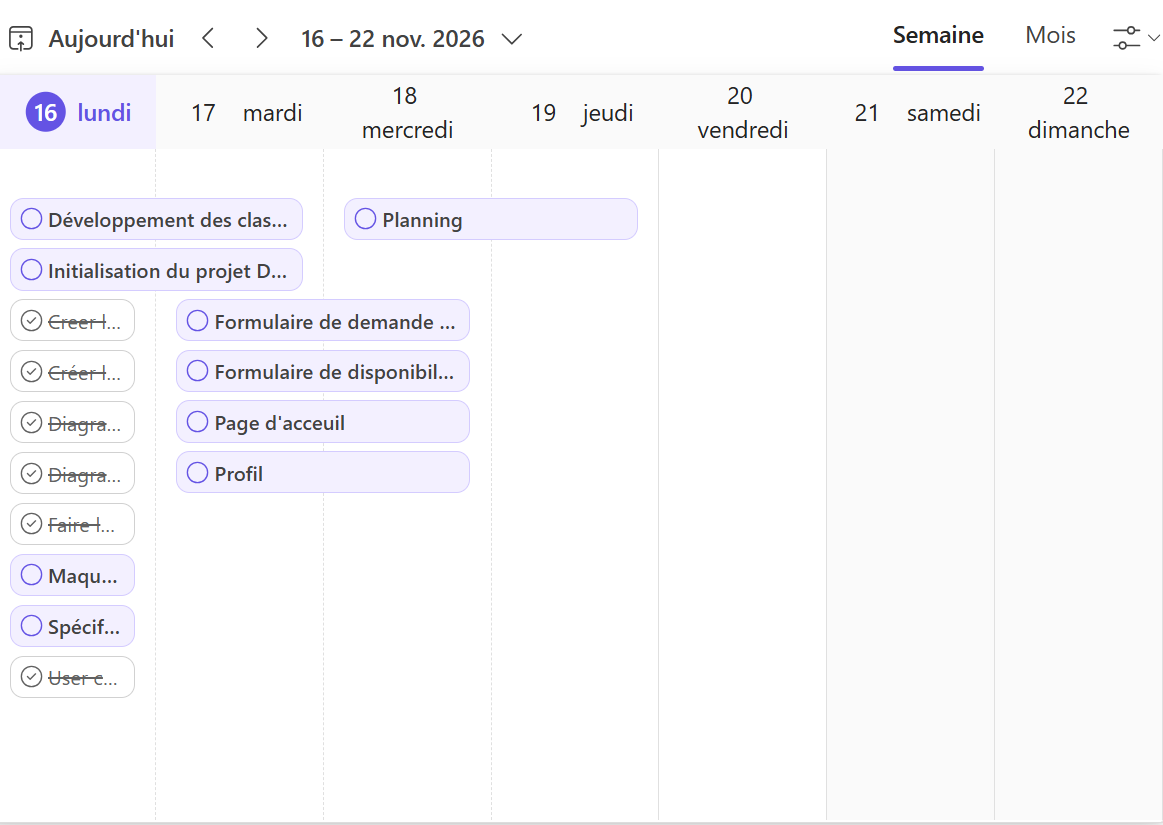 Aujourd'hui 16 – 22 nov. 2026 Semaine Mois
16 lundi
17 mardi
18 mercredi
19 jeudi
20 vendredi
21 samedi
22 dimanche
Développement des clas...
Planning
Initialisation du projet D...
Creer l...
Formulaire de demande ...
Créer l...
Formulaire de disponibil...
Diagra...
Page d'acceuil
Diagra...
Profil
Faire l...
Maqu...
Spécif...
User c...